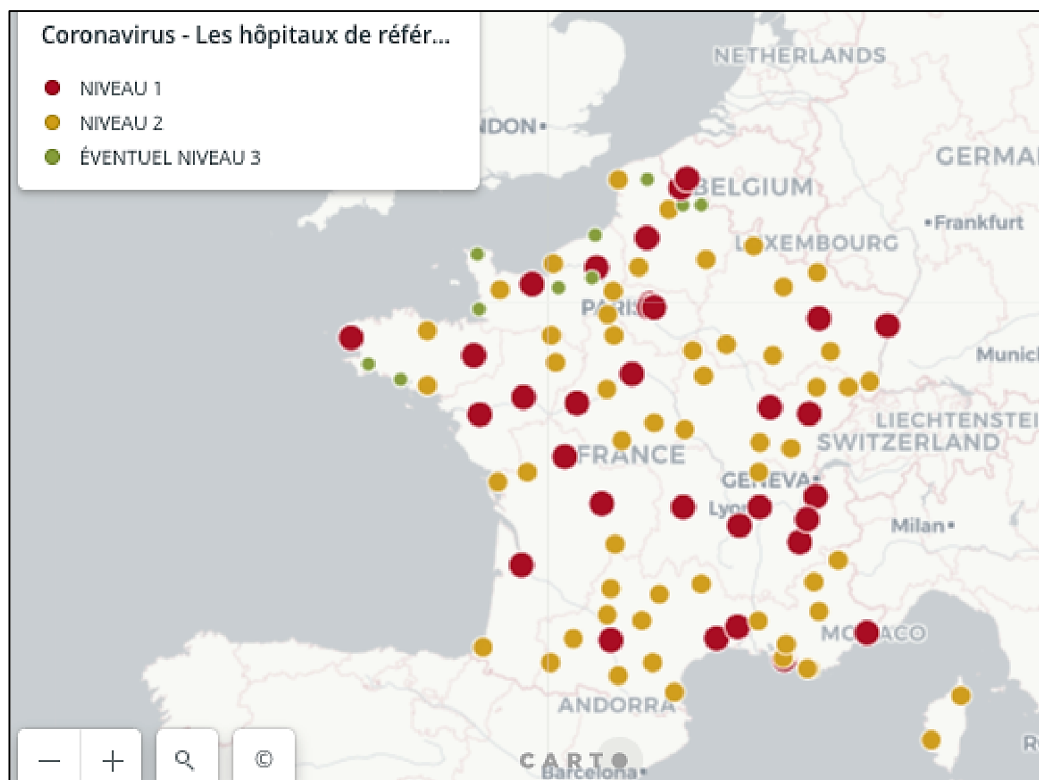 Coronavirus - Les hôpitaux de référ...
NIVEAU 1
NIVEAU 2
ÉVENTUEL NIVEAU 3
NETHERLANDS
NDON
GERMA
BELGIUM
Frankfurt
LUXEMBOURG
PARIS
Munich
LIECHTENSTEI
SWITZERLAND
FRANCE
GENEVA
Lyon
Milan
MONACO
ANDORRA
CARTO
Barcelona
©